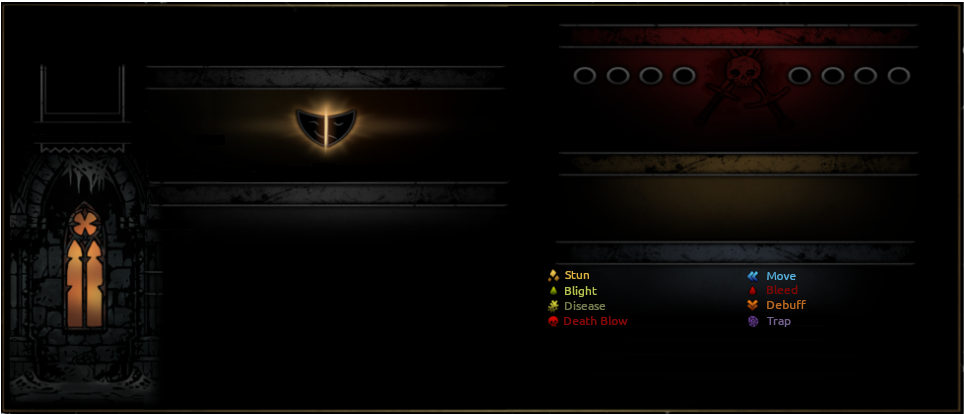 Stun
Move
Blight
Bleed
Disease
Debuff
Death Blow
Trap